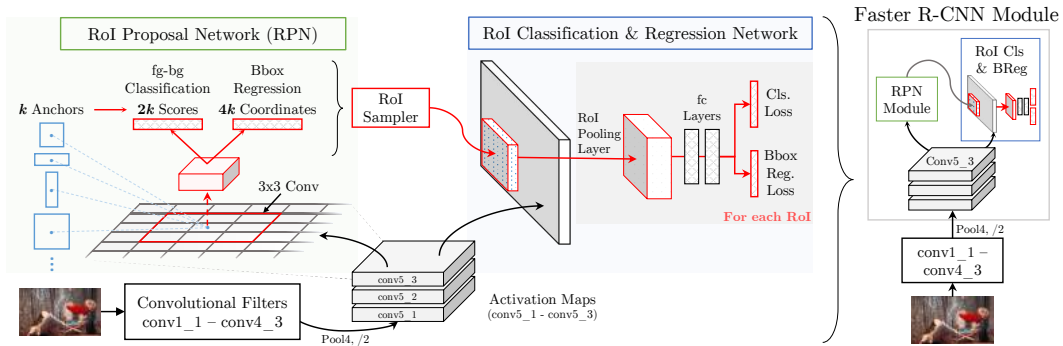 RoI Proposal Network (RPN)
fg-bg
Classification
Bbox
Regression
k Anchors
2k Scores
4k Coordinates
3x3 Conv
RoI
Sampler
RoI Classification & Regression Network
RoI
Pooling
Layer
fc
Layers
Cls.
Loss
Bbox
Reg.
Loss
For each RoI
conv5_3
conv5_2
conv5_1
Activation Maps
(conv5_1 - conv5_3)
Convolutional Filters
conv1_1 – conv4_3
Pool4, /2
Faster R-CNN Module
RoI Cls
& BReg
RPN
Module
Conv5_3
Pool4, /2
conv1_1 –
conv4_3